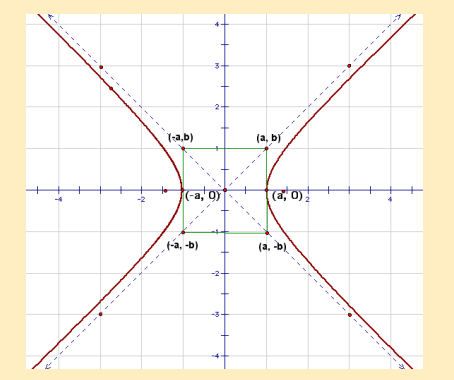 4
3
2
(-a,b) 1 (a, b)
-4 -2 (-a, 0) (a, 0) 2 4
-1
(-a, -b) (a, -b)
-2
-3
-4